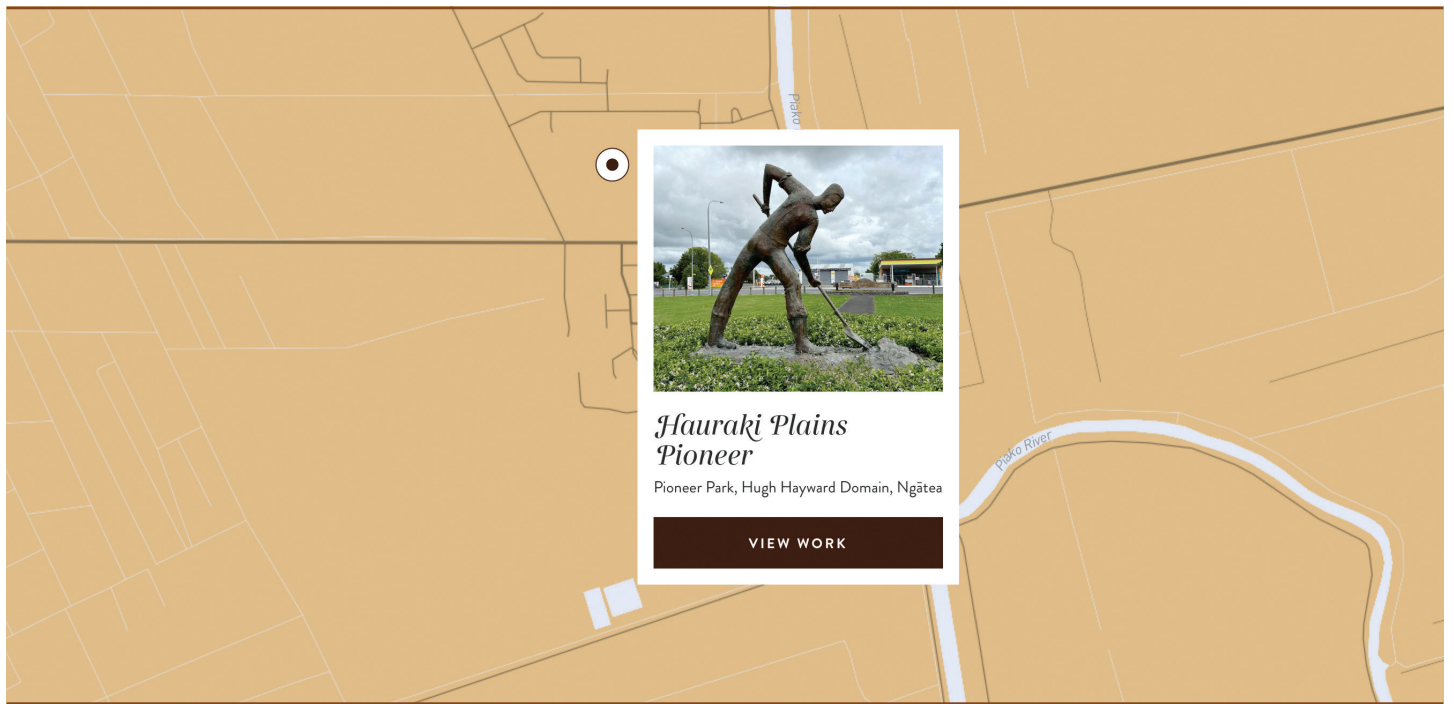 Piako
Hauraki Plains
Pioneer
Pioneer Park, Hugh Hayward Domain, Ngātea
VIEW WORK
Piako River